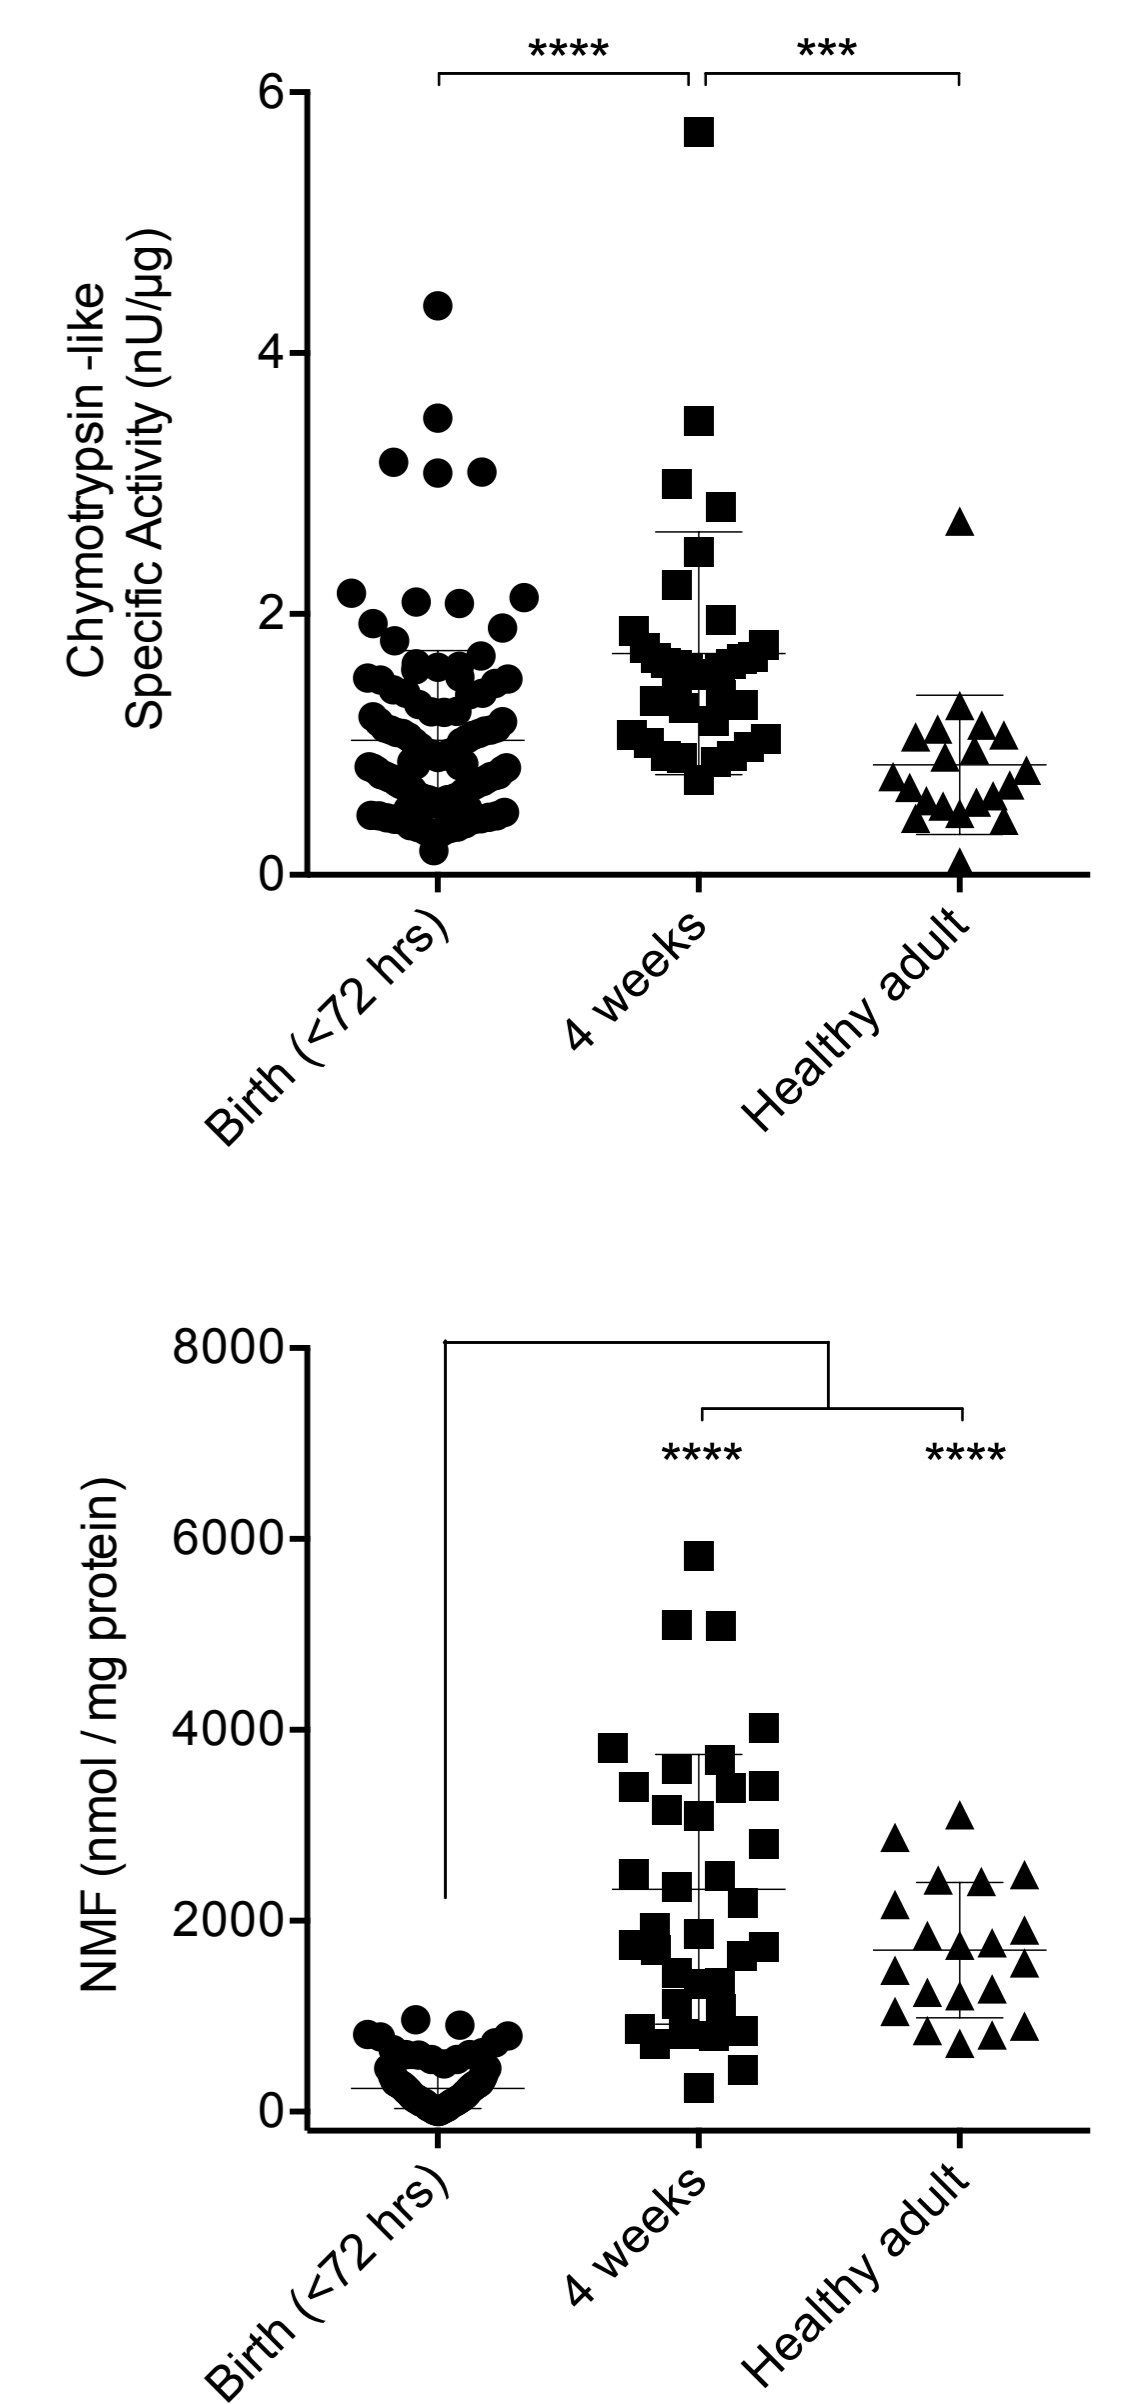 **** ***
6
4
2
0
Chymotrypsin -like
Specific Activity (nU/µg)
Birth (<72 hrs)
4 weeks
Healthy adult
8000
6000
4000
2000
0
NMF (nmol / mg protein)
**** ****
Birth (<72 hrs)
4 weeks
Healthy adult